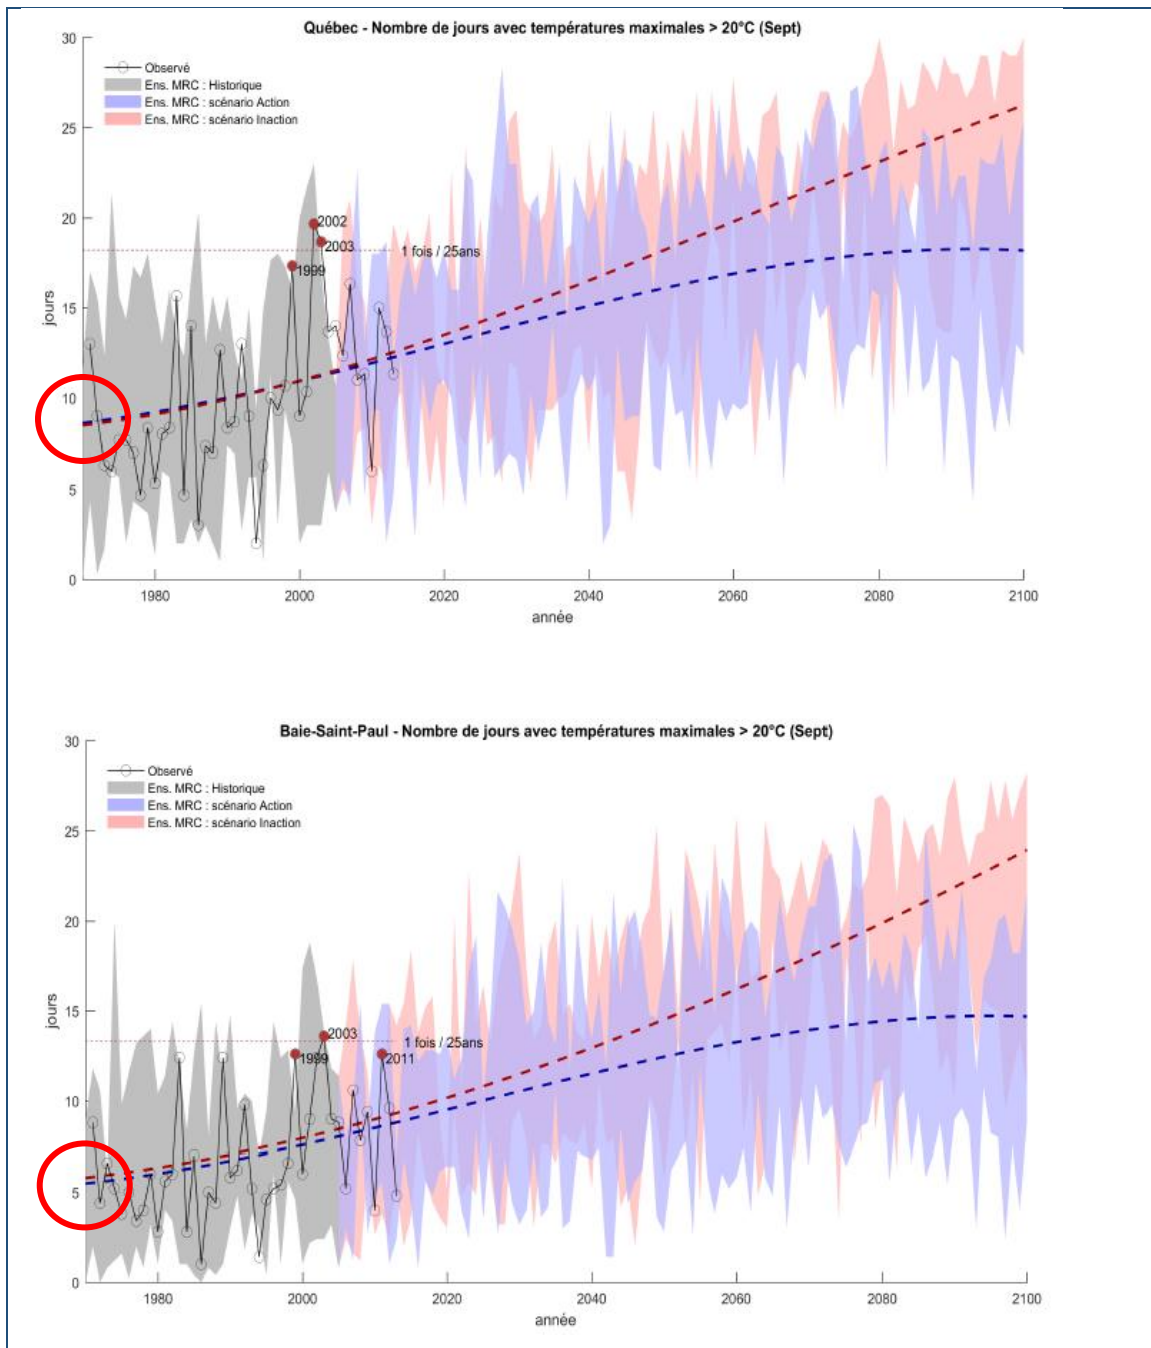 Québec - Nombre de jours avec températures maximales > 20°C (Sept)
30
Observé
Ens. MRC : Historique
Ens. MRC : scénario Action
Ens. MRC : scénario Inaction
25
20
2002
2003
1 fois / 25ans
1999
15
jours
10
5
0
1980 2000 2020 2040 2060 2080 2100
année
Baie-Saint-Paul - Nombre de jours avec températures maximales > 20°C (Sept)
30
Observé
Ens. MRC : Historique
Ens. MRC : scénario Action
Ens. MRC : scénario Inaction
25
20
15
jours
2003
1 fois / 25ans
1999
2011
10
5
0
1980 2000 2020 2040 2060 2080 2100
année